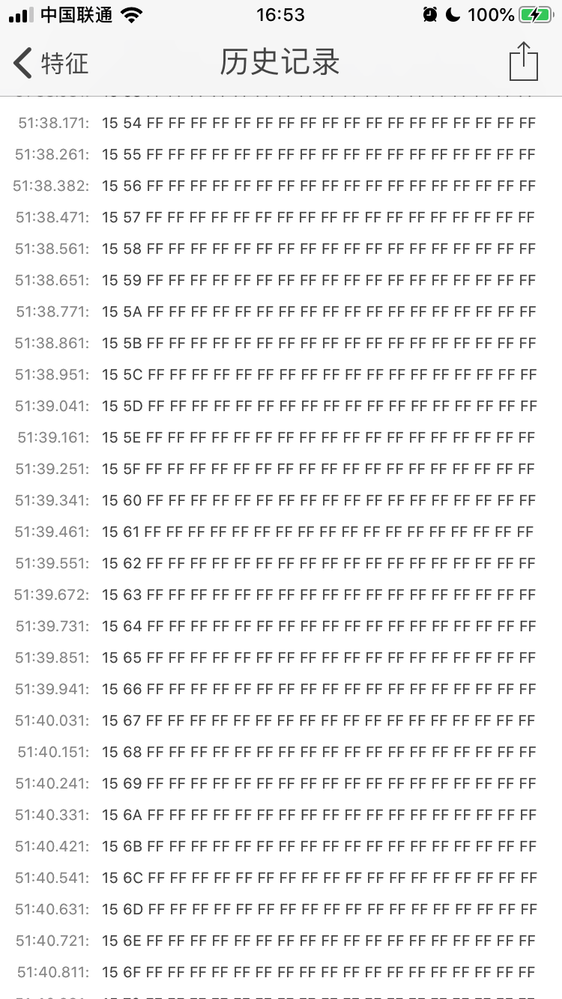 中国联通 16:53 100%
特征 历史记录
51:38.171: 15 54 FF FF FF FF FF FF FF FF FF FF FF FF FF FF FF FF FF FF
51:38.261: 15 55 FF FF FF FF FF FF FF FF FF FF FF FF FF FF FF FF FF FF
51:38.382: 15 56 FF FF FF FF FF FF FF FF FF FF FF FF FF FF FF FF FF FF
51:38.471: 15 57 FF FF FF FF FF FF FF FF FF FF FF FF FF FF FF FF FF FF
51:38.561: 15 58 FF FF FF FF FF FF FF FF FF FF FF FF FF FF FF FF FF FF
51:38.651: 15 59 FF FF FF FF FF FF FF FF FF FF FF FF FF FF FF FF FF FF
51:38.771: 15 5A FF FF FF FF FF FF FF FF FF FF FF FF FF FF FF FF FF FF
51:38.861: 15 5B FF FF FF FF FF FF FF FF FF FF FF FF FF FF FF FF FF FF
51:38.951: 15 5C FF FF FF FF FF FF FF FF FF FF FF FF FF FF FF FF FF FF
51:39.041: 15 5D FF FF FF FF FF FF FF FF FF FF FF FF FF FF FF FF FF FF
51:39.161: 15 5E FF FF FF FF FF FF FF FF FF FF FF FF FF FF FF FF FF FF
51:39.251: 15 5F FF FF FF FF FF FF FF FF FF FF FF FF FF FF FF FF FF FF
51:39.341: 15 60 FF FF FF FF FF FF FF FF FF FF FF FF FF FF FF FF FF FF
51:39.461: 15 61 FF FF FF FF FF FF FF FF FF FF FF FF FF FF FF FF FF FF
51:39.551: 15 62 FF FF FF FF FF FF FF FF FF FF FF FF FF FF FF FF FF FF
51:39.672: 15 63 FF FF FF FF FF FF FF FF FF FF FF FF FF FF FF FF FF FF
51:39.731: 15 64 FF FF FF FF FF FF FF FF FF FF FF FF FF FF FF FF FF FF
51:39.851: 15 65 FF FF FF FF FF FF FF FF FF FF FF FF FF FF FF FF FF FF
51:39.941: 15 66 FF FF FF FF FF FF FF FF FF FF FF FF FF FF FF FF FF FF
51:40.031: 15 67 FF FF FF FF FF FF FF FF FF FF FF FF FF FF FF FF FF FF
51:40.151: 15 68 FF FF FF FF FF FF FF FF FF FF FF FF FF FF FF FF FF FF
51:40.241: 15 69 FF FF FF FF FF FF FF FF FF FF FF FF FF FF FF FF FF FF
51:40.331: 15 6A FF FF FF FF FF FF FF FF FF FF FF FF FF FF FF FF FF FF
51:40.421: 15 6B FF FF FF FF FF FF FF FF FF FF FF FF FF FF FF FF FF FF
51:40.541: 15 6C FF FF FF FF FF FF FF FF FF FF FF FF FF FF FF FF FF FF
51:40.631: 15 6D FF FF FF FF FF FF FF FF FF FF FF FF FF FF FF FF FF FF
51:40.721: 15 6E FF FF FF FF FF FF FF FF FF FF FF FF FF FF FF FF FF FF
51:40.811: 15 6F FF FF FF FF FF FF FF FF FF FF FF FF FF FF FF FF FF FF